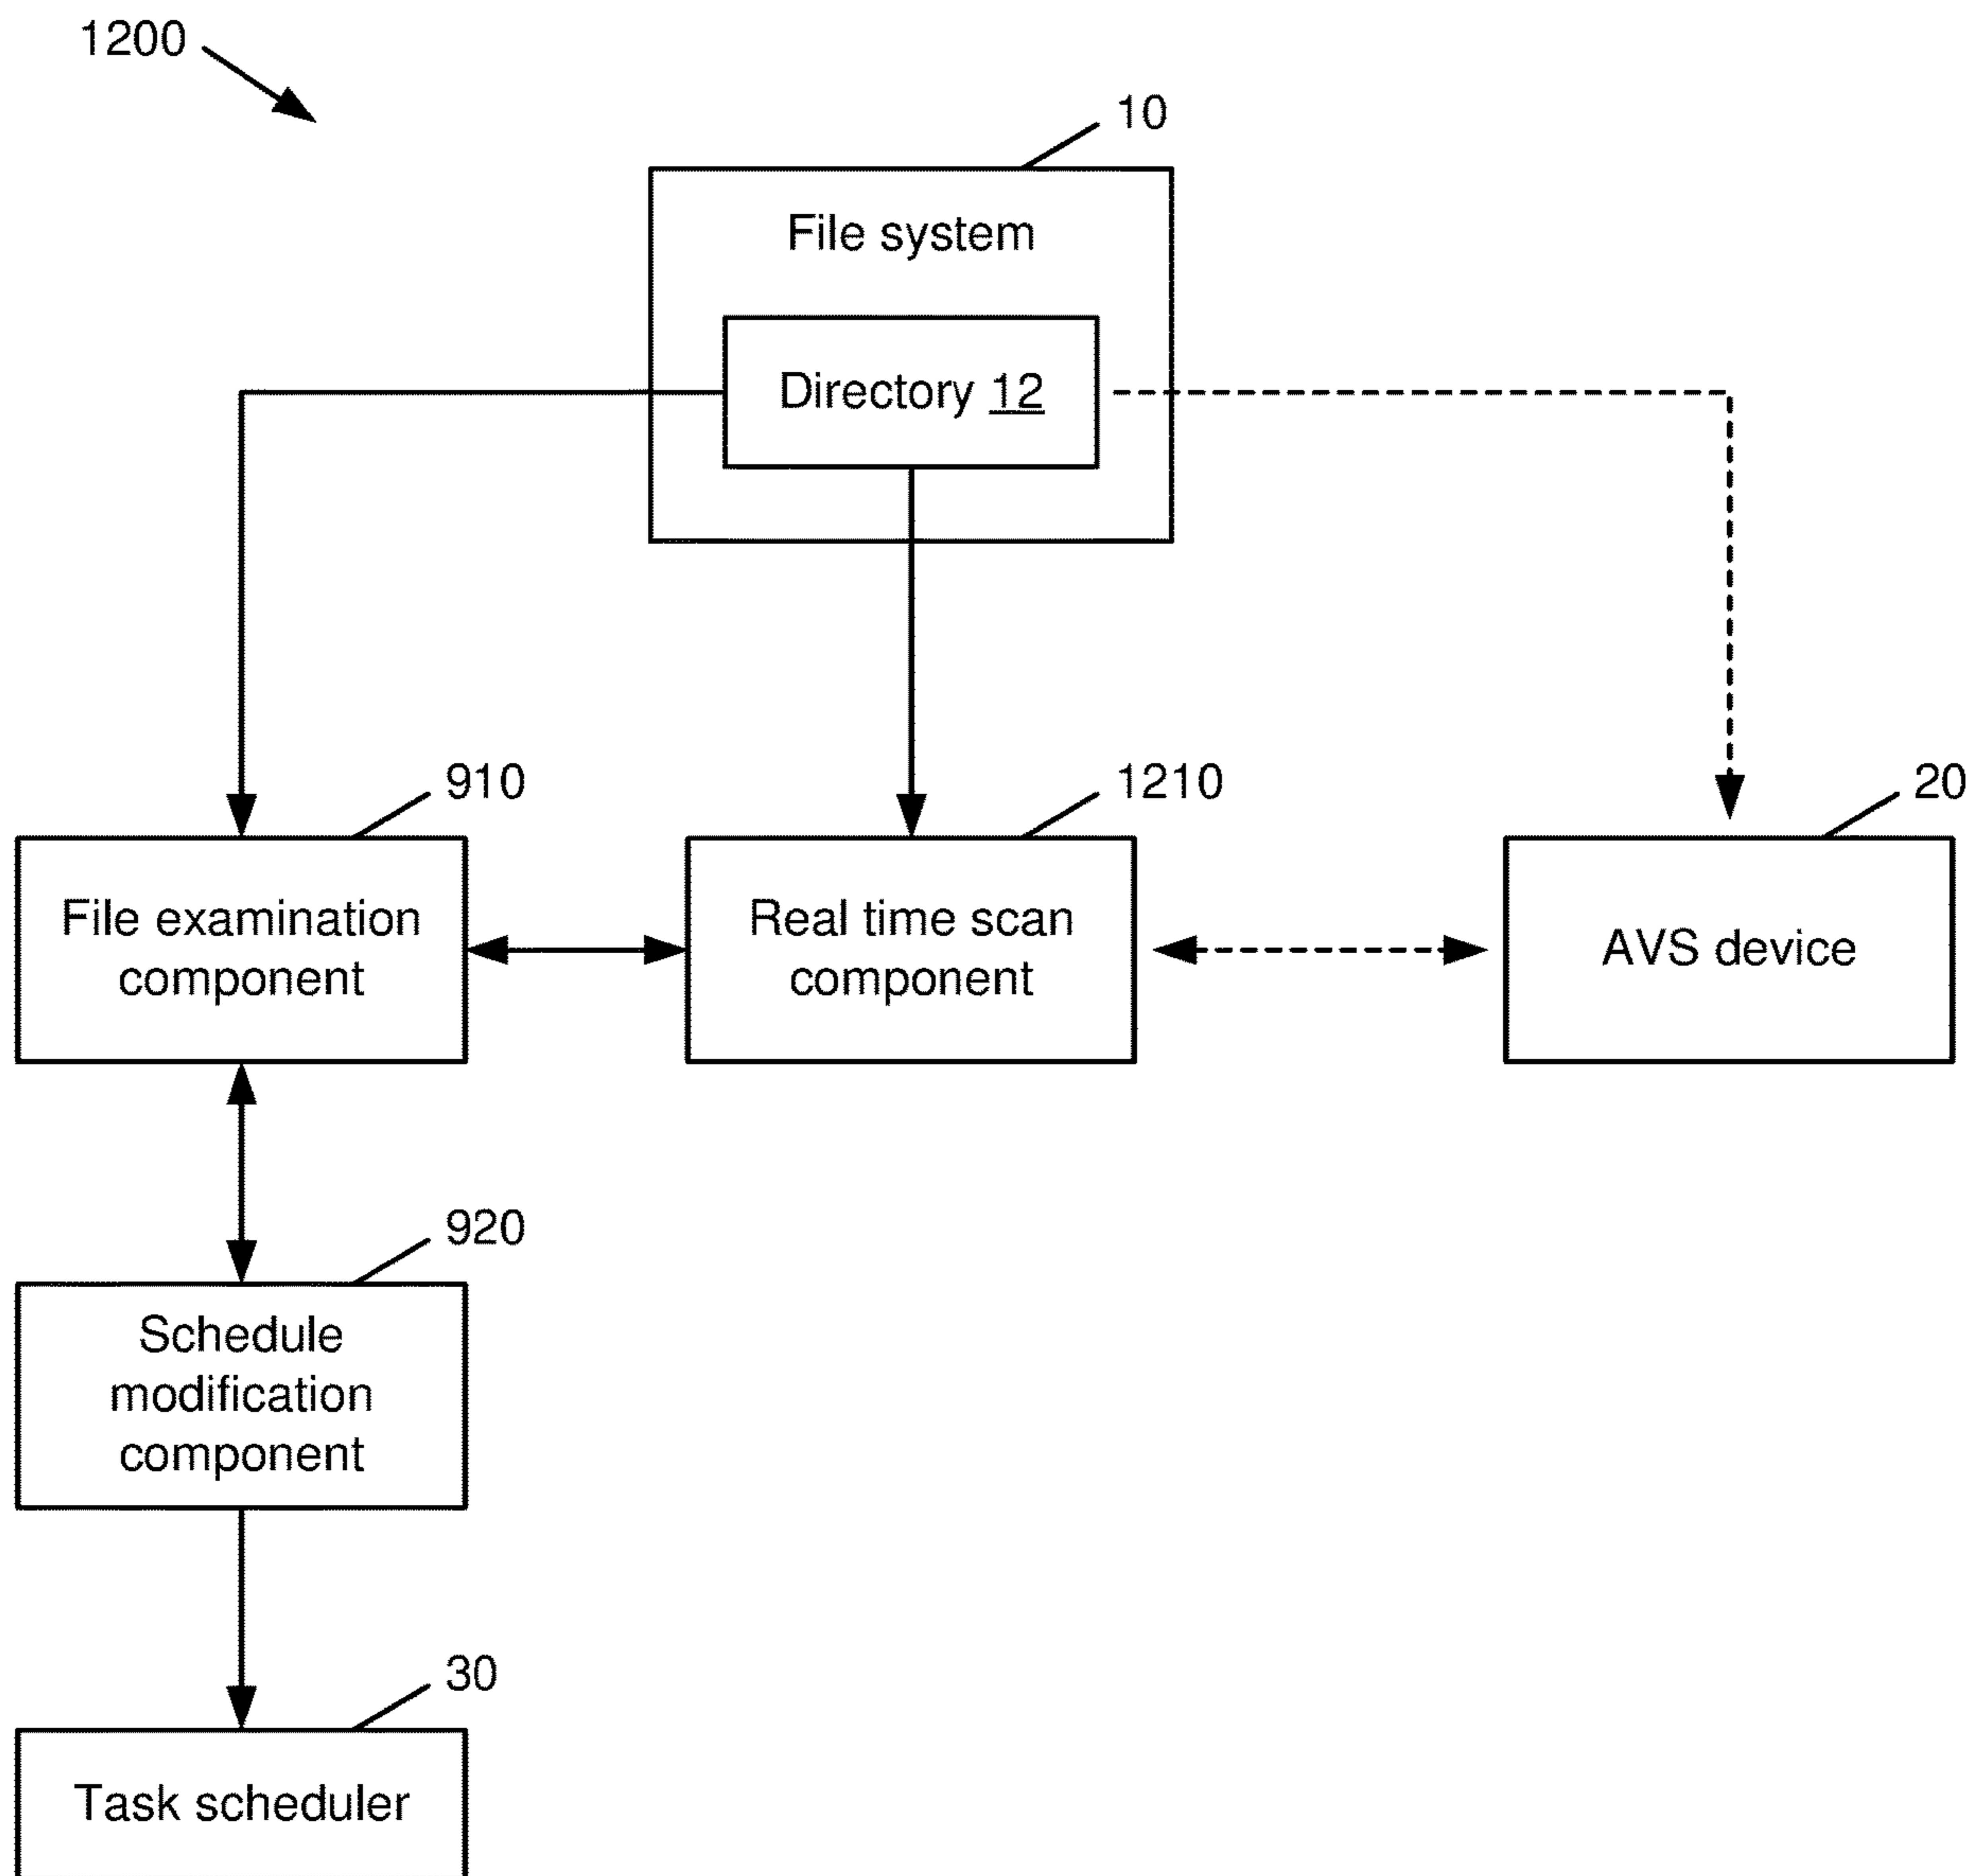 1200
10
File system
Directory 12
910
1210
20
File examination
component
Real time scan
component
AVS device
920
Schedule
modification
component
30
Task scheduler